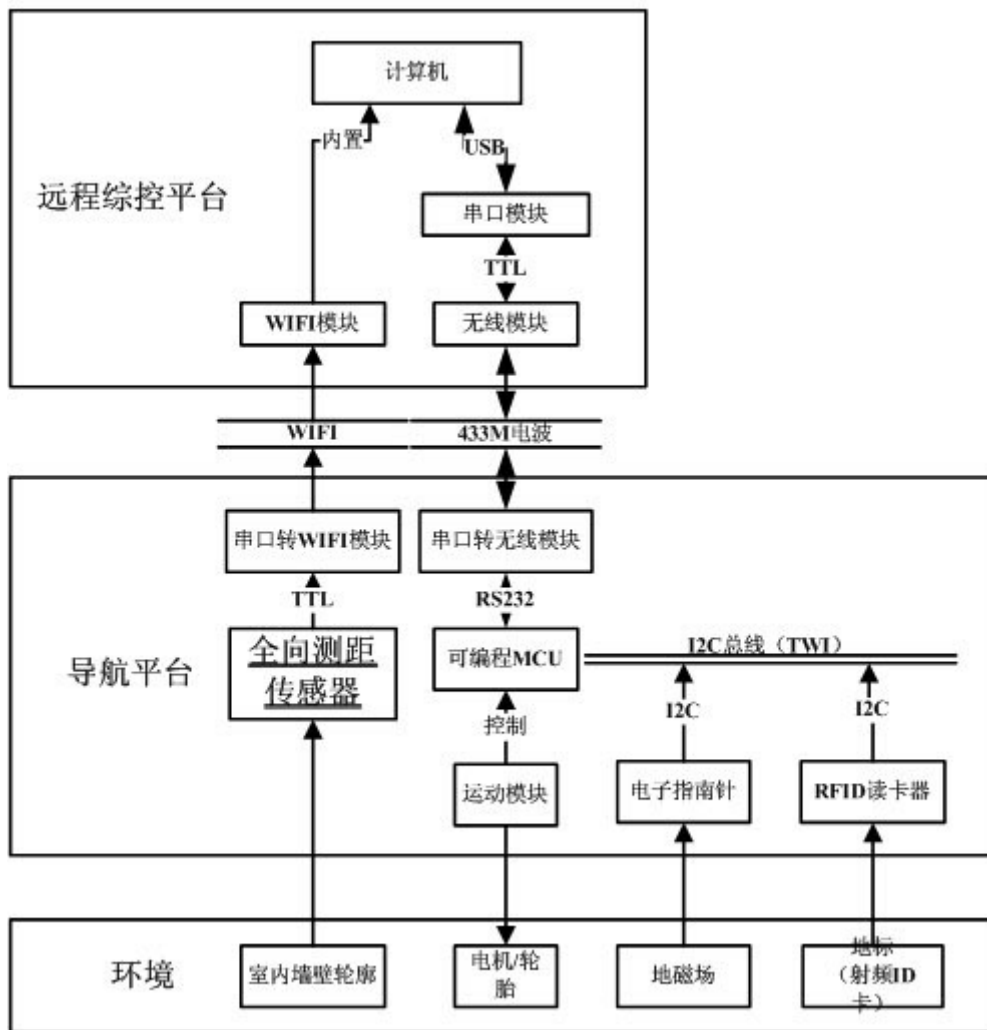 计算机
内置
USB
远程综控平台
串口模块
TTL
WIFI模块
无线模块
WIFI
433M电波
串口转WIFI模块
串口转无线模块
TTL
RS232
I2C总线（TWI）
全向测距
传感器
可编程MCU
导航平台
I2C
I2C
控制
运动模块
电子指南针
RFID读卡器
环境
室内墙壁轮廓
电机/轮
胎
地磁场
地标
（射频ID
卡）